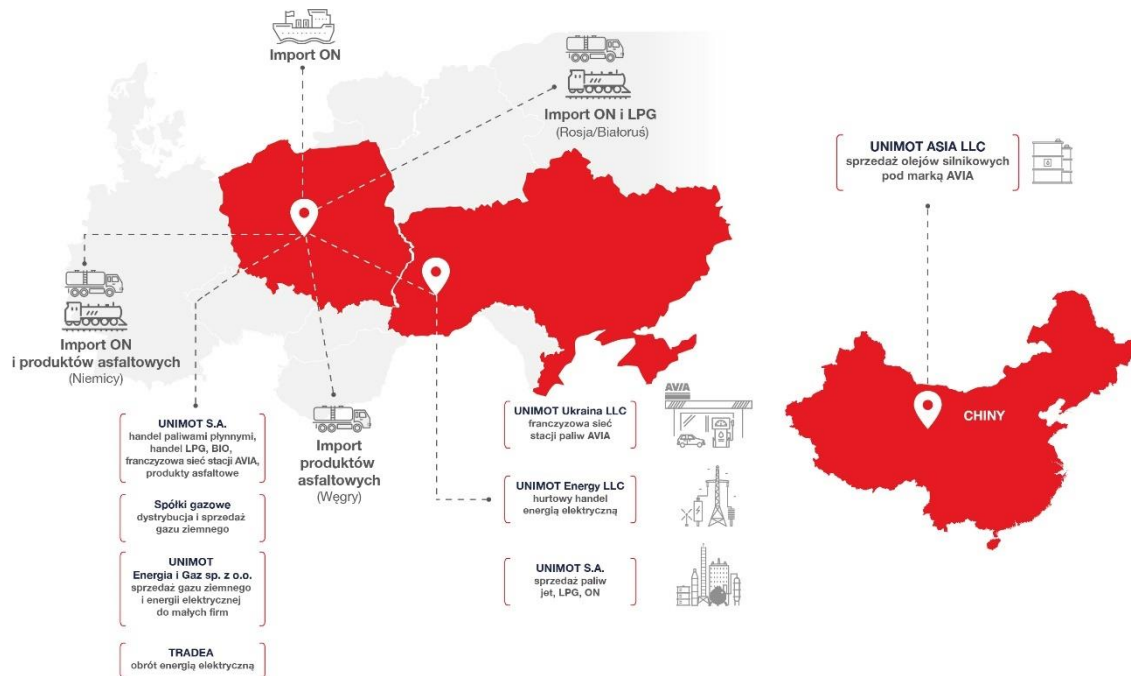 Import ON
Import ON i LPG
(Rosja/Białoruś)
UNIMOT ASIA LLC
sprzedaż olejów silnikowych
pod marką AVIA
Import ON
i produktów asfaltowych
(Niemicy)
UNIMOT S.A.
handel paliwami płynnymi,
handel LPG, BIO,
franczyzowa sieć stacji AVIA,
produkty asfaltowe
Spółki gazowe
dystrybucja i sprzedaż
gazu ziemnego
UNIMOT
Energia i Gaz sp. z o.o.
sprzedaż gazu ziemnego
i energii elektrycznej
do małych firm
TRADEA
obrót energią elektryczną
Import
produktów
asfaltowych
(Węgry)
AVIA
UNIMOT Ukraina LLC
franczyzowa sieć
stacji paliw AVIA
UNIMOT Energy LLC
hurtowy handel
energią elektryczną
UNIMOT S.A.
sprzedaż paliw
jet, LPG, ON
CHINY